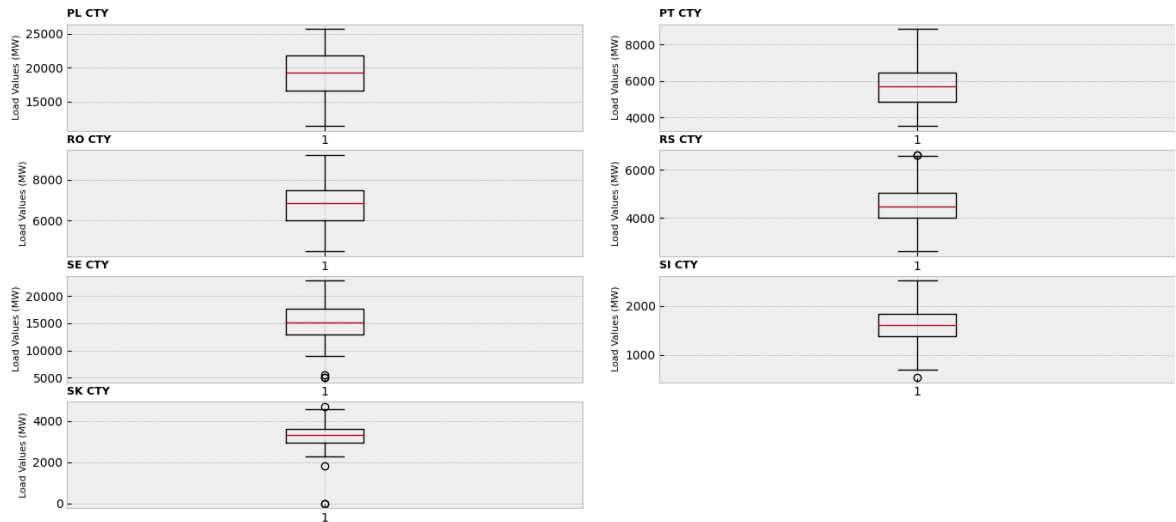 PL CTY
Load Values (MW)
25000
20000
15000
1
PT CTY
Load Values (MW)
8000
6000
4000
1
RO CTY
Load Values (MW)
8000
6000
1
RS CTY
Load Values (MW)
6000
4000
1
SE CTY
Load Values (MW)
20000
15000
10000
5000
1
SI CTY
Load Values (MW)
2000
1000
1
SK CTY
Load Values (MW)
4000
2000
0
1